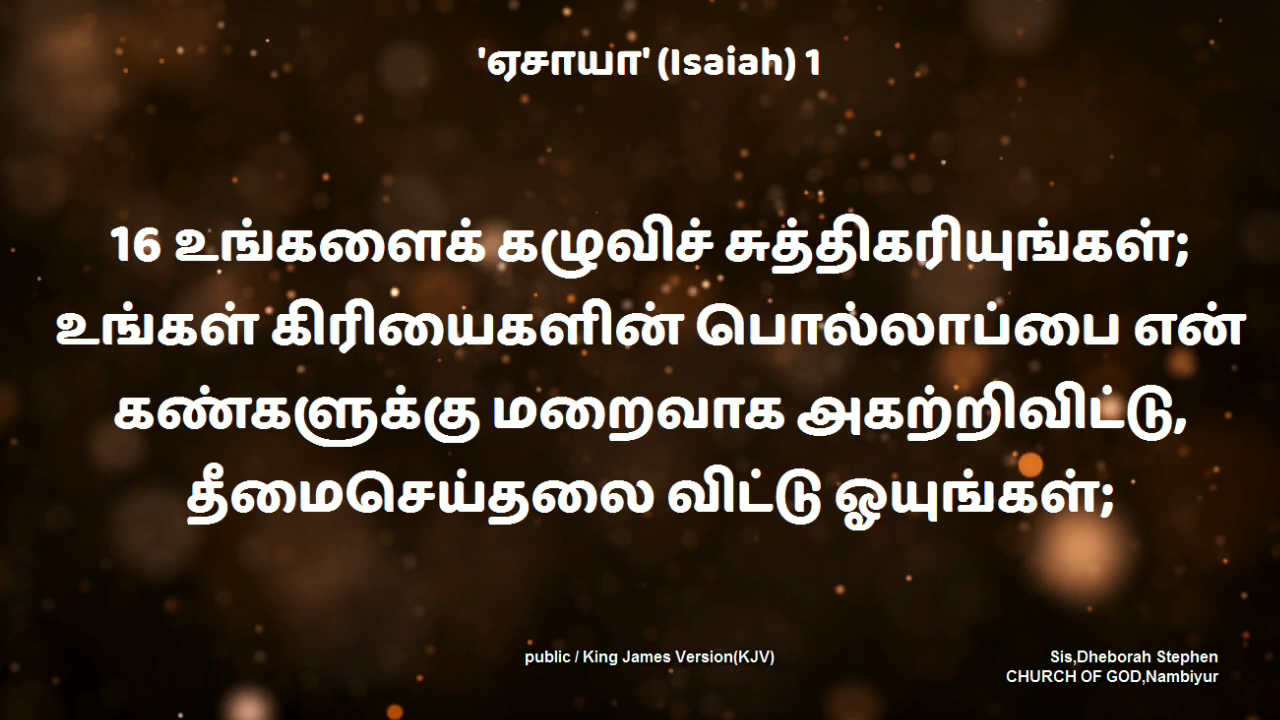 'ஏசாயா' (Isaiah) 1
16 உங்களைக் கழுவிச் சுத்திகரியுங்கள்;
உங்கள் கிரியைகளின் பொல்லாப்பை என்
கண்களுக்கு மறைவாக அகற்றிவிட்டு,
தீமைசெய்தலை விட்டு ஓயுங்கள்;
public / King James Version(KJV)
Sis,Dheborah Stephen
CHURCH OF GOD,Nambiyur